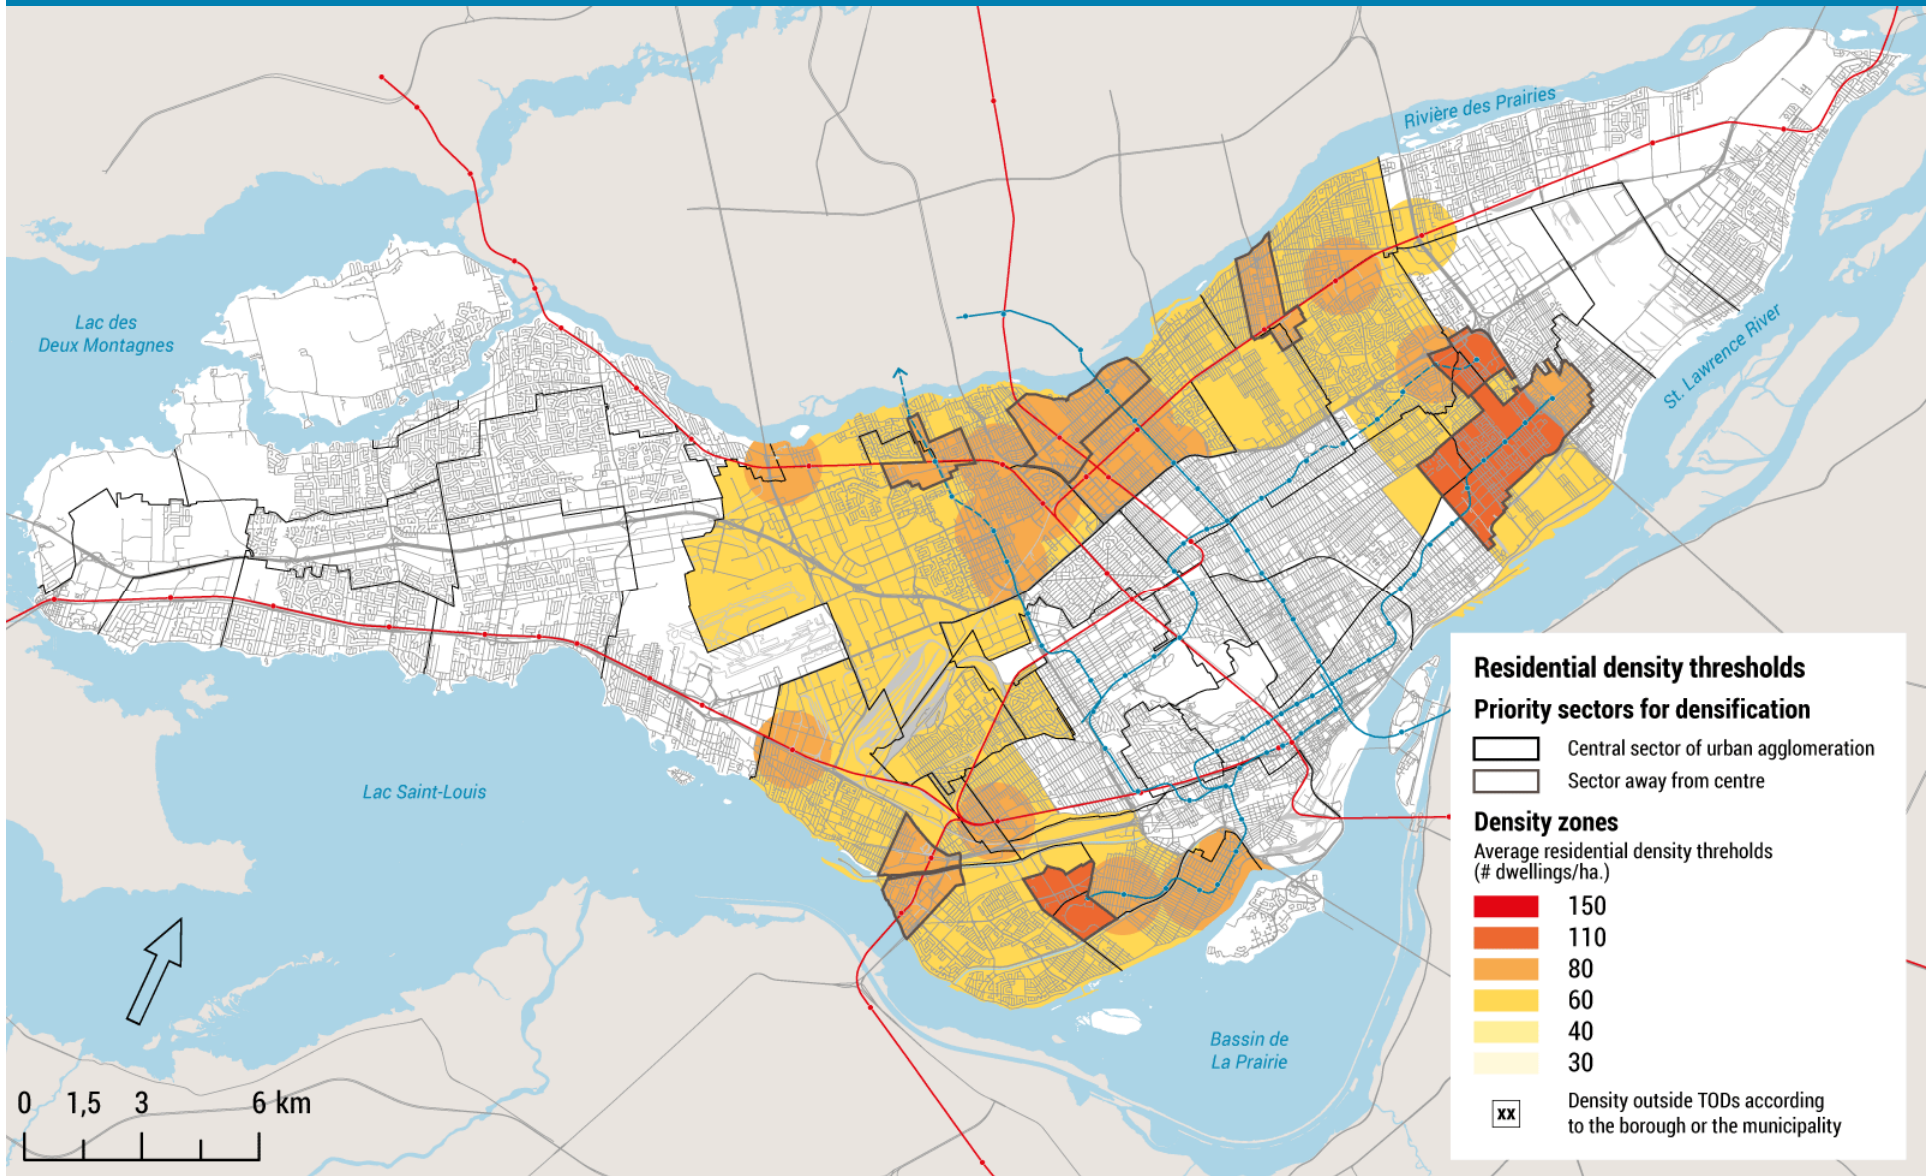 Rivière des Prairies
Lac des
Deux Montagnes
St. Lawrence River
Lac Saint-Louis
Bassin de
La Prairie
0 1,5 3 6 km
Residential density thresholds
Priority sectors for densification
Central sector of urban agglomeration
Sector away from centre
Density zones
Average residential density threholds
(# dwellings/ha.)
150
110
80
60
40
30
xx
Density outside TODs according
to the borough or the municipality